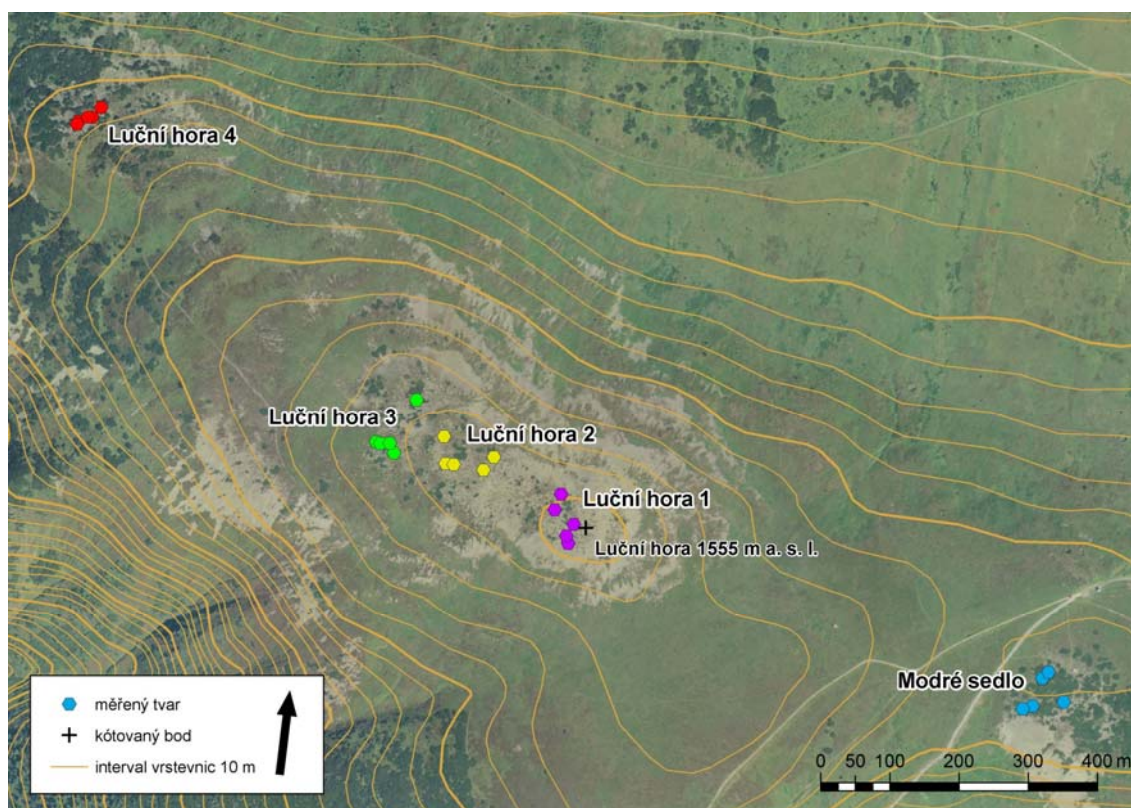 Luční hora 4
Luční hora 3
Luční hora 2
Luční hora 1
Luční hora 1555 m a. s. l.
Modré sedlo
měřený tvar
kótovaný bod
interval vrstevnic 10 m
0 50 100 200 300 400 m